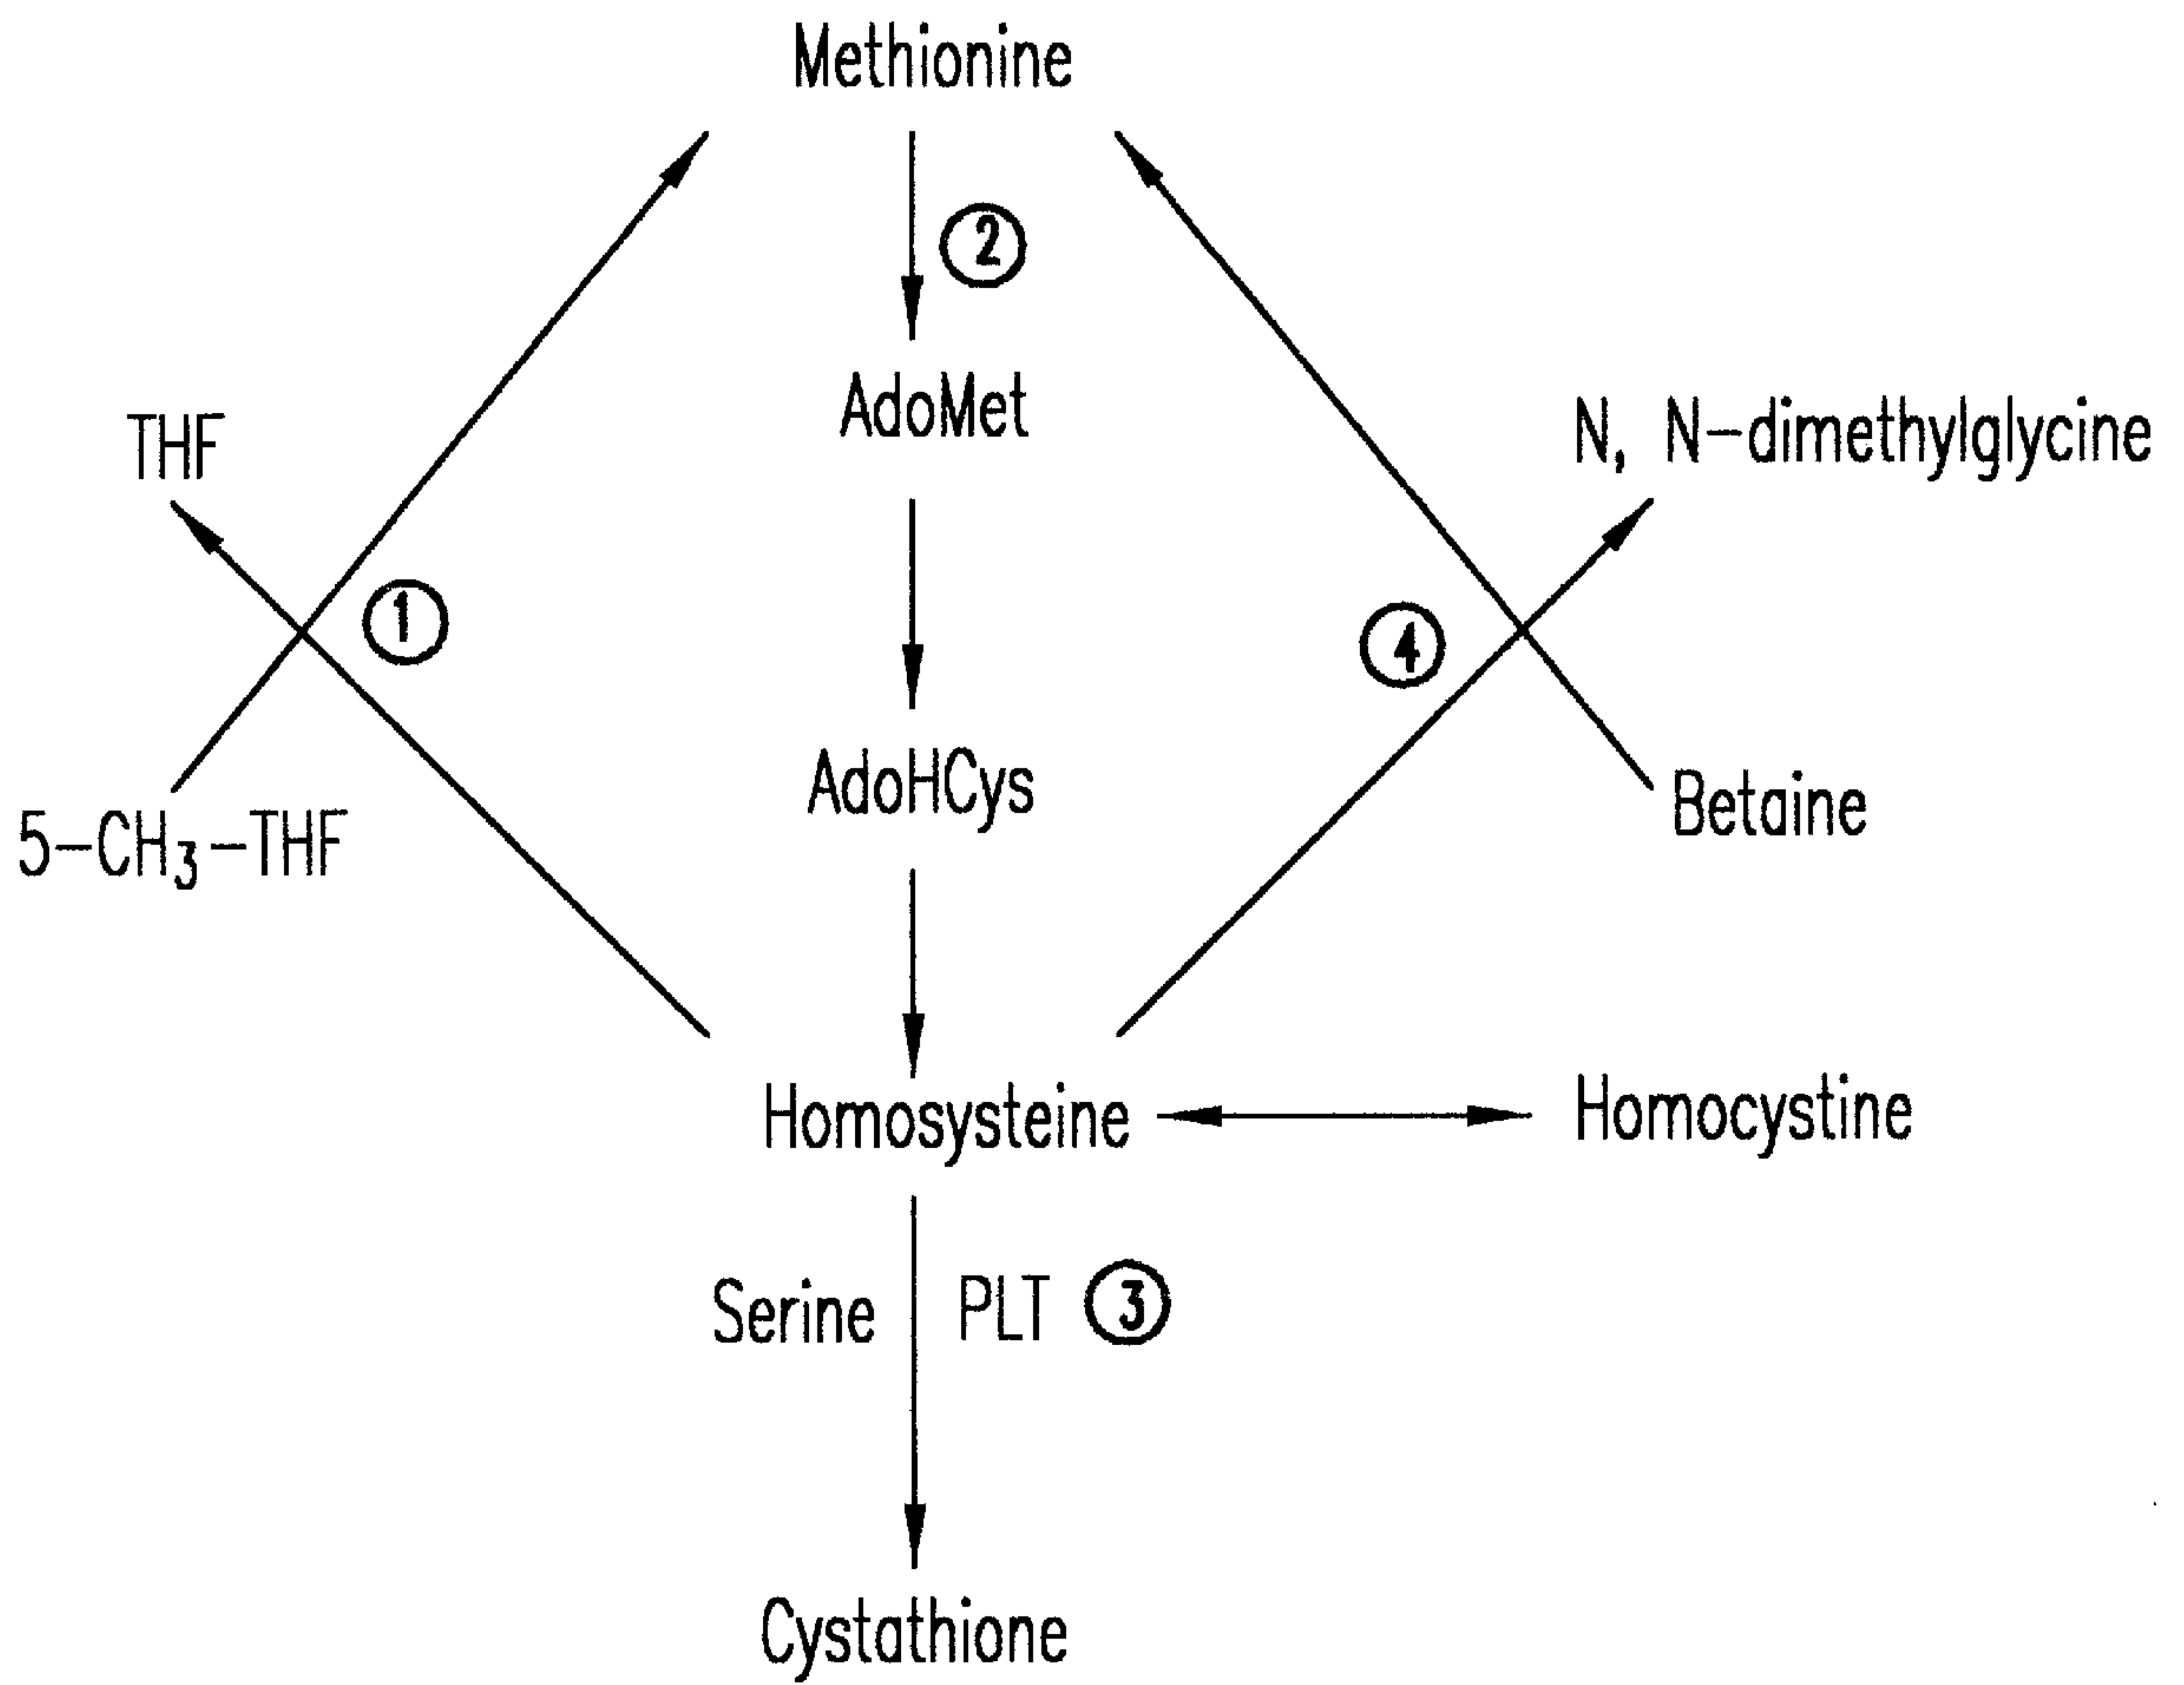 Methionine
②
AdoMet
THF
N, N-dimethylglycine
①
④
AdoHCys
5-CH₃-THF
Betaine
Homosysteine
Homocystine
Serine PLT ③
Cystathione